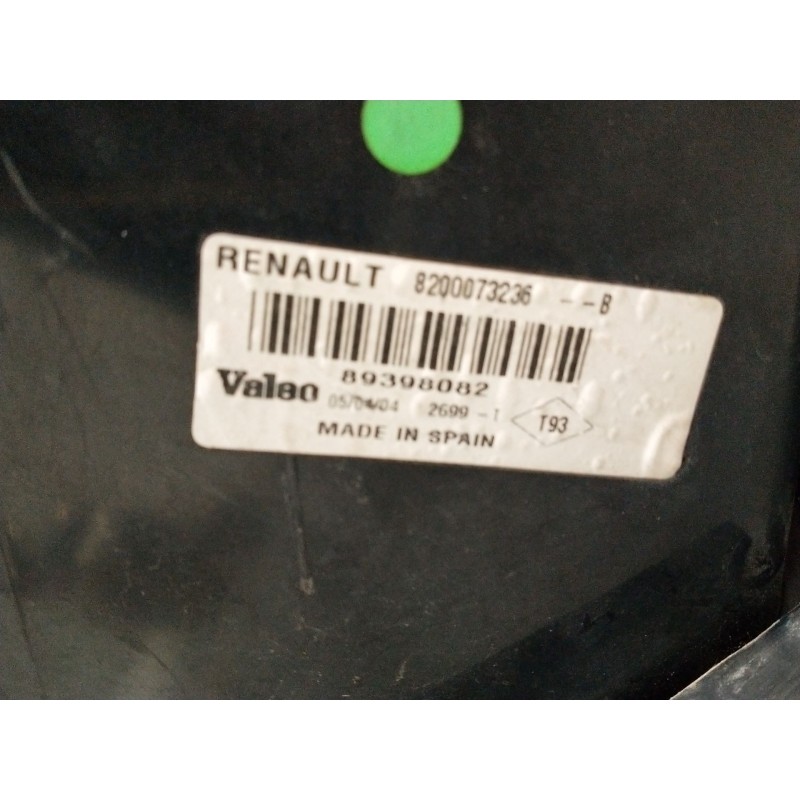 RENAULT 8200073236 --B
89398082
Valeo 05/04/04 2699-1 T93
MADE IN SPAIN